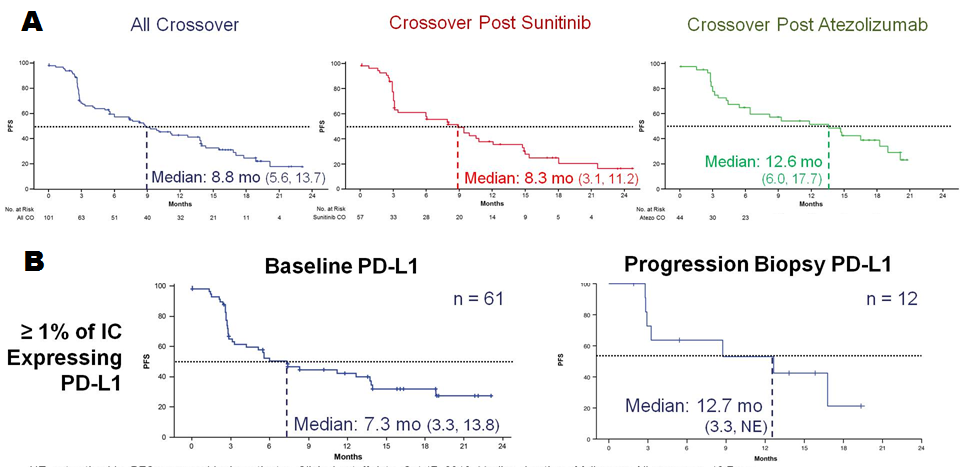 A
All Crossover
Crossover Post Sunitinib
Crossover Post Atezolizumab
PFS
100
80
60
40
20
0
Median: 8.8 mo (5.6, 13.7)
0 3 6 9 12 15 18 21 24
Months
No. at Risk
All CO 101 63 51 40 32 21 11 4
PFS
100
80
60
40
20
0
Median: 8.3 mo (3.1, 11.2)
0 3 6 9 12 15 18 21 24
Months
No. at Risk
Sunitinib CO 57 33 28 20 14 9 5 4
PFS
100
80
60
40
20
0
Median: 12.6 mo
(6.0, 17.7)
0 3 6 9 12 15 18 21 24
Months
No. at Risk
Atezo CO 44 30 23
B
≥ 1% of IC
Expressing
PD-L1
Baseline PD-L1
n = 61
PFS
100
80
60
40
20
0
Median: 7.3 mo (3.3, 13.8)
0 3 6 9 12 15 18 21 24
Months
Progression Biopsy PD-L1
n = 12
PFS
100
80
60
40
20
0
Median: 12.7 mo
(3.3, NE)
0 3 6 9 12 15 18 21 24
Months